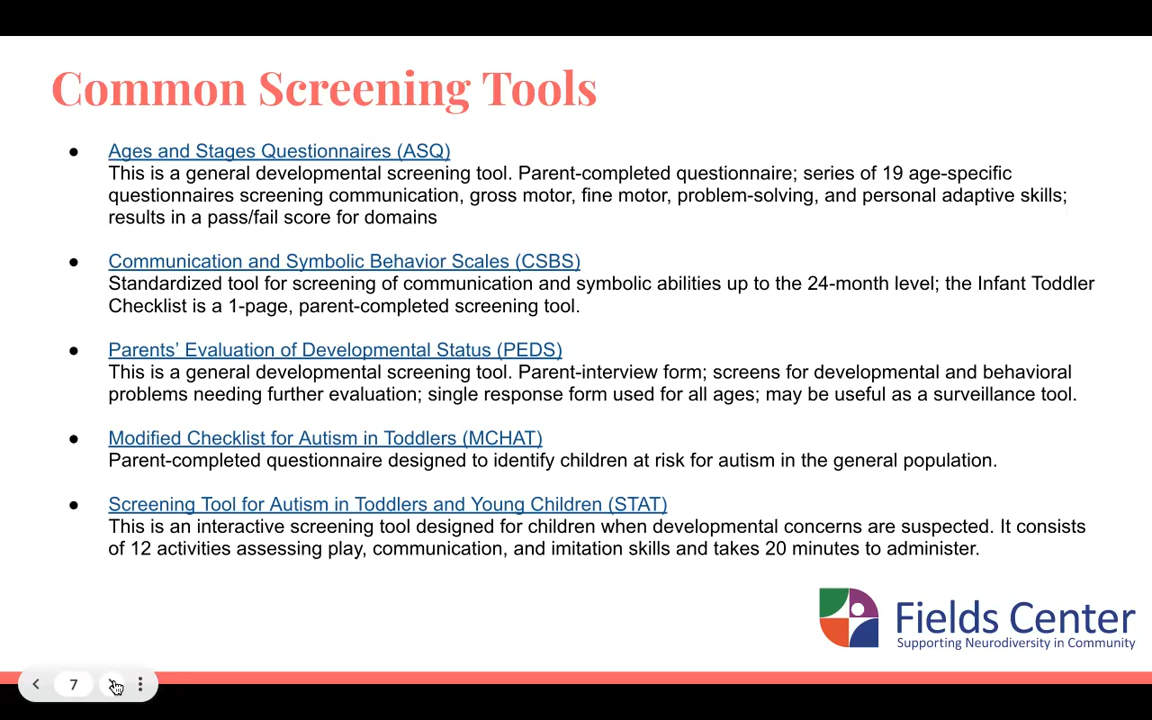 Common Screening Tools
● Ages and Stages Questionnaires (ASQ)
This is a general developmental screening tool. Parent-completed questionnaire; series of 19 age-specific
questionnaires screening communication, gross motor, fine motor, problem-solving, and personal adaptive skills;
results in a pass/fail score for domains
● Communication and Symbolic Behavior Scales (CSBS)
Standardized tool for screening of communication and symbolic abilities up to the 24-month level; the Infant Toddler
Checklist is a 1-page, parent-completed screening tool.
● Parents’ Evaluation of Developmental Status (PEDS)
This is a general developmental screening tool. Parent-interview form; screens for developmental and behavioral
problems needing further evaluation; single response form used for all ages; may be useful as a surveillance tool.
● Modified Checklist for Autism in Toddlers (MCHAT)
Parent-completed questionnaire designed to identify children at risk for autism in the general population.
● Screening Tool for Autism in Toddlers and Young Children (STAT)
This is an interactive screening tool designed for children when developmental concerns are suspected. It consists
of 12 activities assessing play, communication, and imitation skills and takes 20 minutes to administer.
Fields Center
Supporting Neurodiversity in Community
7